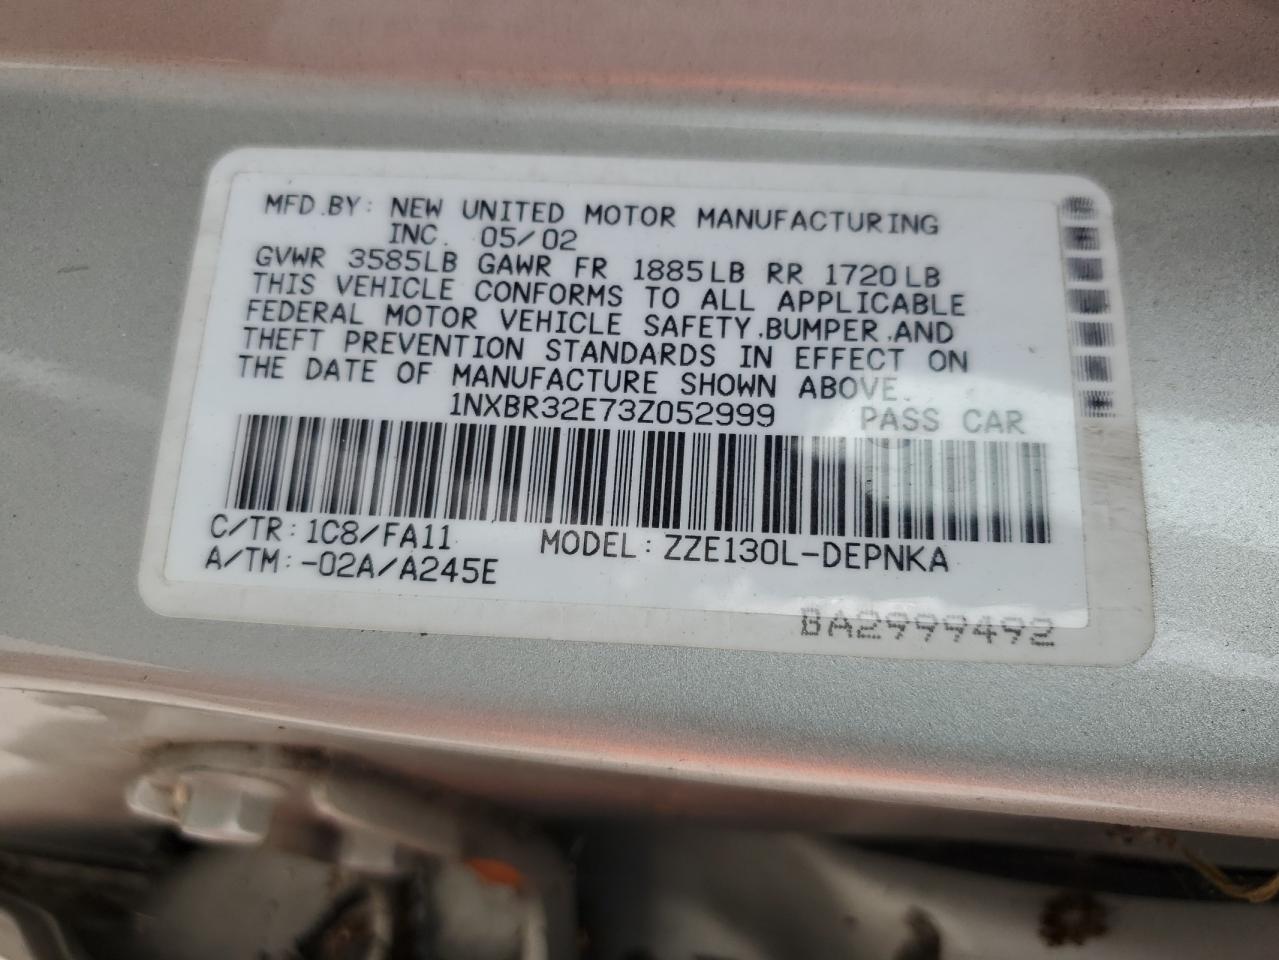 MFD.BY: NEW UNITED MOTOR MANUFACTURING
INC. 05/02
GVWR 3585LB GAWR FR 1885LB RR 1720LB
THIS VEHICLE CONFORMS TO ALL APPLICABLE
FEDERAL MOTOR VEHICLE SAFETY,BUMPER,AND
THEFT PREVENTION STANDARDS IN EFFECT ON
THE DATE OF MANUFACTURE SHOWN ABOVE.
1NXBR32E73Z052999 PASS CAR
C/TR: 1C8/FA11 MODEL: ZZE130L-DEPNKA
A/TM: -02A/A245E
BA2999492